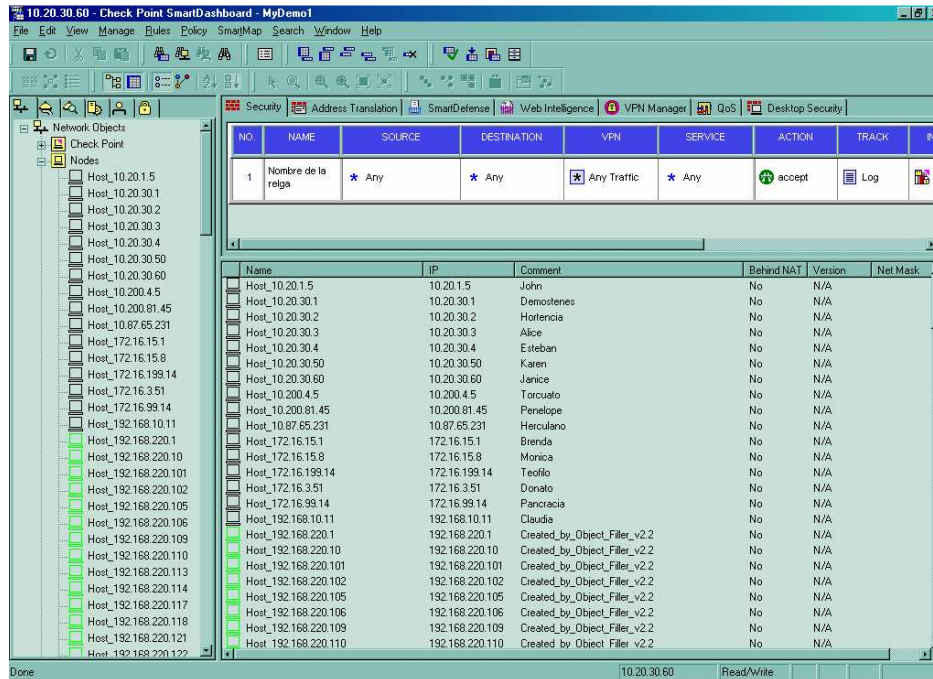 10.20.30.60 - Check Point SmartDashboard - MyDemo1
File Edit View Manage Rules Policy SmartMap Search Window Help
Security Address Translation SmartDefense Web Intelligence VPN Manager QoS Desktop Security
Network Objects
Check Point
Nodes
Host_10.20.1.5
Host_10.20.30.1
Host_10.20.30.2
Host_10.20.30.3
Host_10.20.30.4
Host_10.20.30.50
Host_10.20.30.60
Host_10.200.4.5
Host_10.200.81.45
Host_10.87.65.231
Host_172.16.15.1
Host_172.16.15.8
Host_172.16.199.14
Host_172.16.3.51
Host_172.16.99.14
Host_192.168.10.11
Host_192.168.220.1
Host_192.168.220.10
Host_192.168.220.101
Host_192.168.220.102
Host_192.168.220.105
Host_192.168.220.106
Host_192.168.220.109
Host_192.168.220.110
Host_192.168.220.113
Host_192.168.220.114
Host_192.168.220.117
Host_192.168.220.118
Host_192.168.220.121
Host_192.168.220.122
NO. NAME SOURCE DESTINATION VPN SERVICE ACTION TRACK
1 Nombre de la relga Any Any Any Traffic Any accept Log
Name IP Comment Behind NAT Version Net Mask
Host_10.20.1.5 10.20.1.5 John No N/A
Host_10.20.30.1 10.20.30.1 Demostenes No N/A
Host_10.20.30.2 10.20.30.2 Hortencia No N/A
Host_10.20.30.3 10.20.30.3 Alice No N/A
Host_10.20.30.4 10.20.30.4 Esteban No N/A
Host_10.20.30.50 10.20.30.50 Karen No N/A
Host_10.20.30.60 10.20.30.60 Janice No N/A
Host_10.200.4.5 10.200.4.5 Torcuato No N/A
Host_10.200.81.45 10.200.81.45 Penelope No N/A
Host_10.87.65.231 10.87.65.231 Herculano No N/A
Host_172.16.15.1 172.16.15.1 Brenda No N/A
Host_172.16.15.8 172.16.15.8 Monica No N/A
Host_172.16.199.14 172.16.199.14 Teofilo No N/A
Host_172.16.3.51 172.16.3.51 Donato No N/A
Host_172.16.99.14 172.16.99.14 Pancracia No N/A
Host_192.168.10.11 192.168.10.11 Claudia No N/A
Host_192.168.220.1 192.168.220.1 Created_by_Object_Filler_v2.2 No N/A
Host_192.168.220.10 192.168.220.10 Created_by_Object_Filler_v2.2 No N/A
Host_192.168.220.101 192.168.220.101 Created_by_Object_Filler_v2.2 No N/A
Host_192.168.220.102 192.168.220.102 Created_by_Object_Filler_v2.2 No N/A
Host_192.168.220.105 192.168.220.105 Created_by_Object_Filler_v2.2 No N/A
Host_192.168.220.106 192.168.220.106 Created_by_Object_Filler_v2.2 No N/A
Host_192.168.220.109 192.168.220.109 Created_by_Object_Filler_v2.2 No N/A
Host_192.168.220.110 192.168.220.110 Created_by_Object_Filler_v2.2 No N/A
Done 10.20.30.60 Read/Write